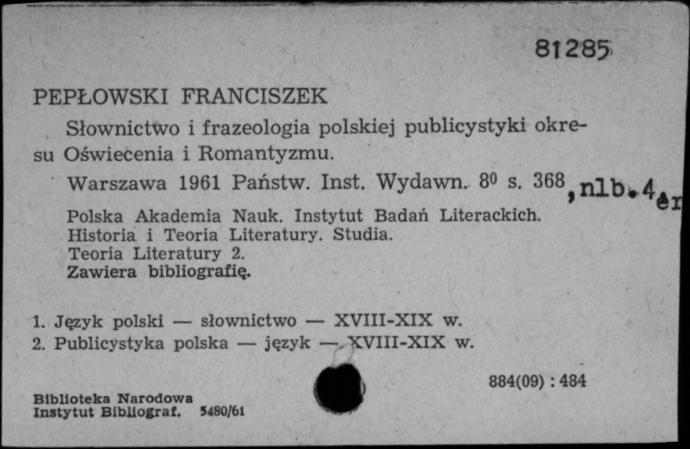 81285
PEPŁOWSKI FRANCISZEK
Słownictwo i frazeologia polskiej publicystyki okre-
su Oświecenia i Romantyzmu.
Warszawa 1961 Państw. Inst. Wydawn. 8⁰ s. 368, nlb. 4, er
Polska Akademia Nauk. Instytut Badań Literackich.
Historia i Teoria Literatury. Studia.
Teoria Literatury 2.
Zawiera bibliografię.
1. Język polski — słownictwo — XVIII-XIX w.
2. Publicystyka polska — język — XVIII-XIX w.
884(09) : 484
Biblioteka Narodowa
Instytut Bibliograf. 5480/61